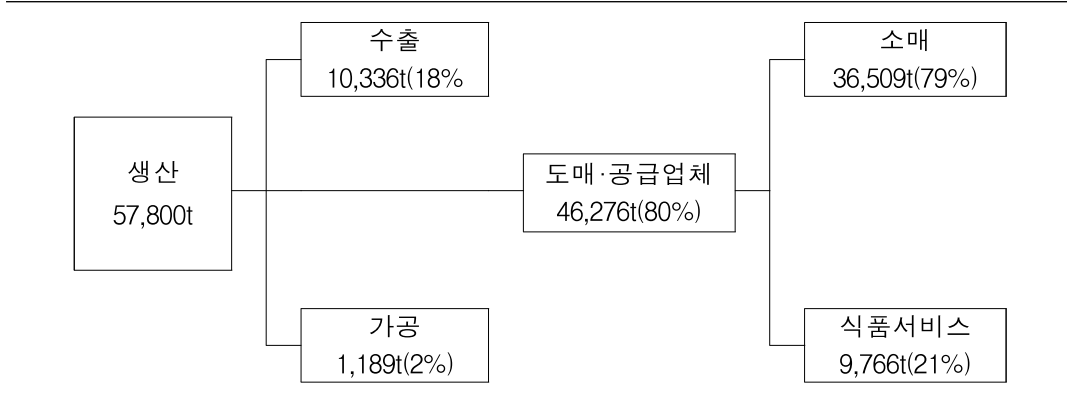 수출
10,336t(18%
소매
36,509t(79%)
생산
57,800t
도매·공급업체
46,276t(80%)
가공
1,189t(2%)
식품서비스
9,766t(21%)